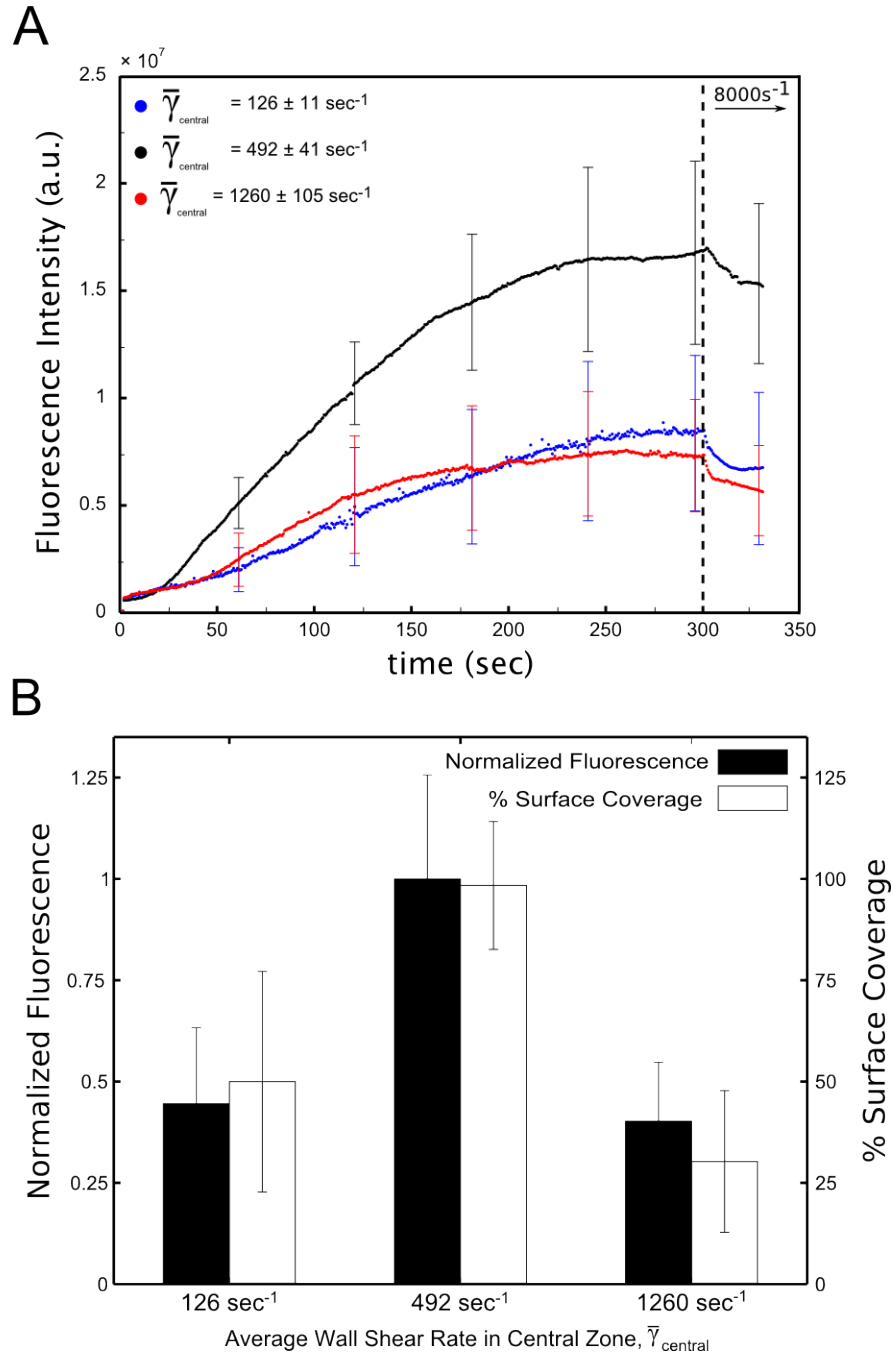 A
× 10⁷
2.5
2
1.5
1
0.5
0
Fluorescence Intensity (a.u.)
γ̅ central = 126 ± 11 sec⁻¹
γ̅ central = 492 ± 41 sec⁻¹
γ̅ central = 1260 ± 105 sec⁻¹
8000s⁻¹
0 50 100 150 200 250 300 350
time (sec)
B
Normalized Fluorescence
% Surface Coverage
1.25
1
0.75
0.5
0.25
0
Normalized Fluorescence
125
100
75
50
25
0
% Surface Coverage
126 sec⁻¹ 492 sec⁻¹ 1260 sec⁻¹
Average Wall Shear Rate in Central Zone, γ̅ central